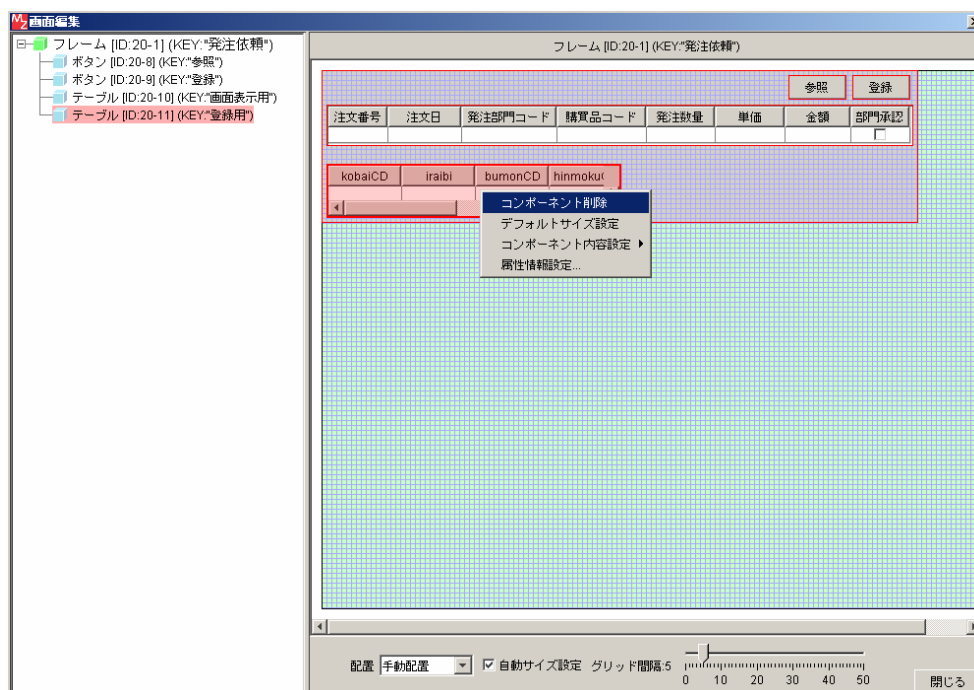 MZ 画面編集
フレーム [ID:20-1] (KEY:"発注依頼")
ボタン [ID:20-8] (KEY:"参照")
ボタン [ID:20-9] (KEY:"登録")
テーブル [ID:20-10] (KEY:"画面表示用")
テーブル [ID:20-11] (KEY:"登録用")
フレーム [ID:20-1] (KEY:"発注依頼")
参照 登録
注文番号 注文日 発注部門コード 購買品コード 発注数量 単価 金額 部門承認
kobaiCD iraibi bumonCD hinmoku(
コンポーネント削除
デフォルトサイズ設定
コンポーネント内容設定
属性情報設定...
配置 手動配置 自動サイズ設定 グリッド間隔:5
0 10 20 30 40 50
閉じる